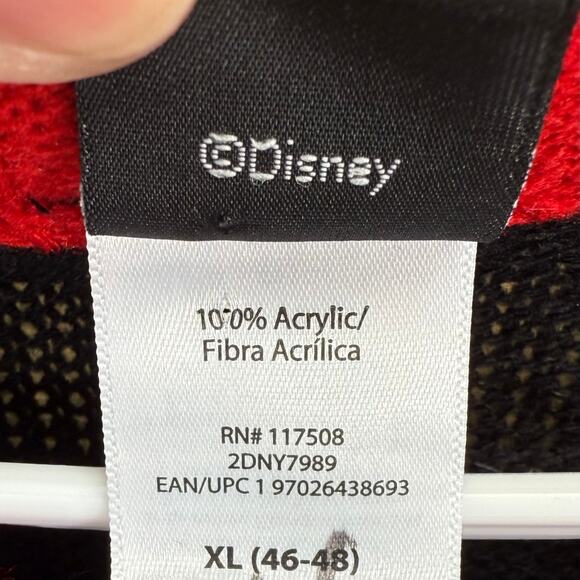 ©Disney
100% Acrylic/
Fibra Acrílica
RN# 117508
2DNY7989
EAN/UPC 1 97026438693
XL (46-48)